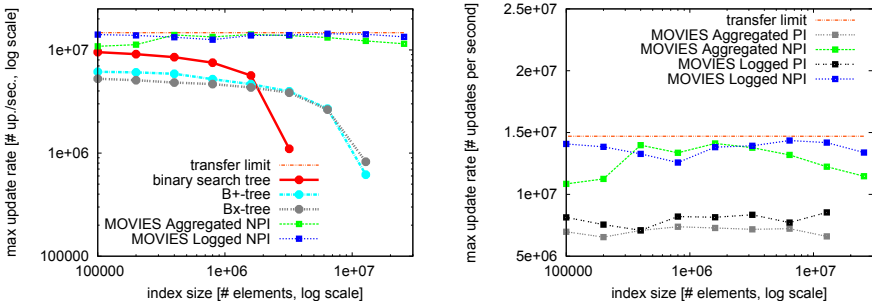 max update rate [# up./sec., log scale]
1e+07
1e+06
100000
transfer limit
binary search tree
B+-tree
Bx-tree
MOVIES Aggregated NPI
MOVIES Logged NPI
100000
1e+06
1e+07
index size [# elements, log scale]
max update rate [# updates per second]
2.5e+07
2e+07
1.5e+07
1e+07
5e+06
transfer limit
MOVIES Aggregated PI
MOVIES Aggregated NPI
MOVIES Logged PI
MOVIES Logged NPI
100000
1e+06
1e+07
index size [# elements, log scale]